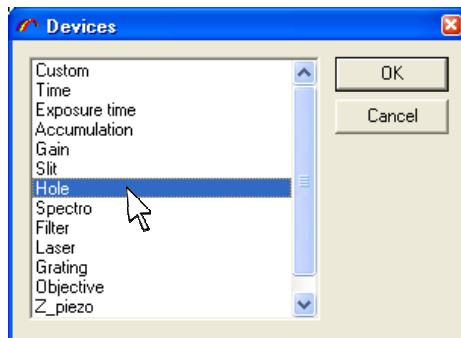 Devices
Custom
Time
Exposure time
Accumulation
Gain
Slit
Hole
Spectro
Filter
Laser
Grating
Objective
Z_piezo
OK
Cancel